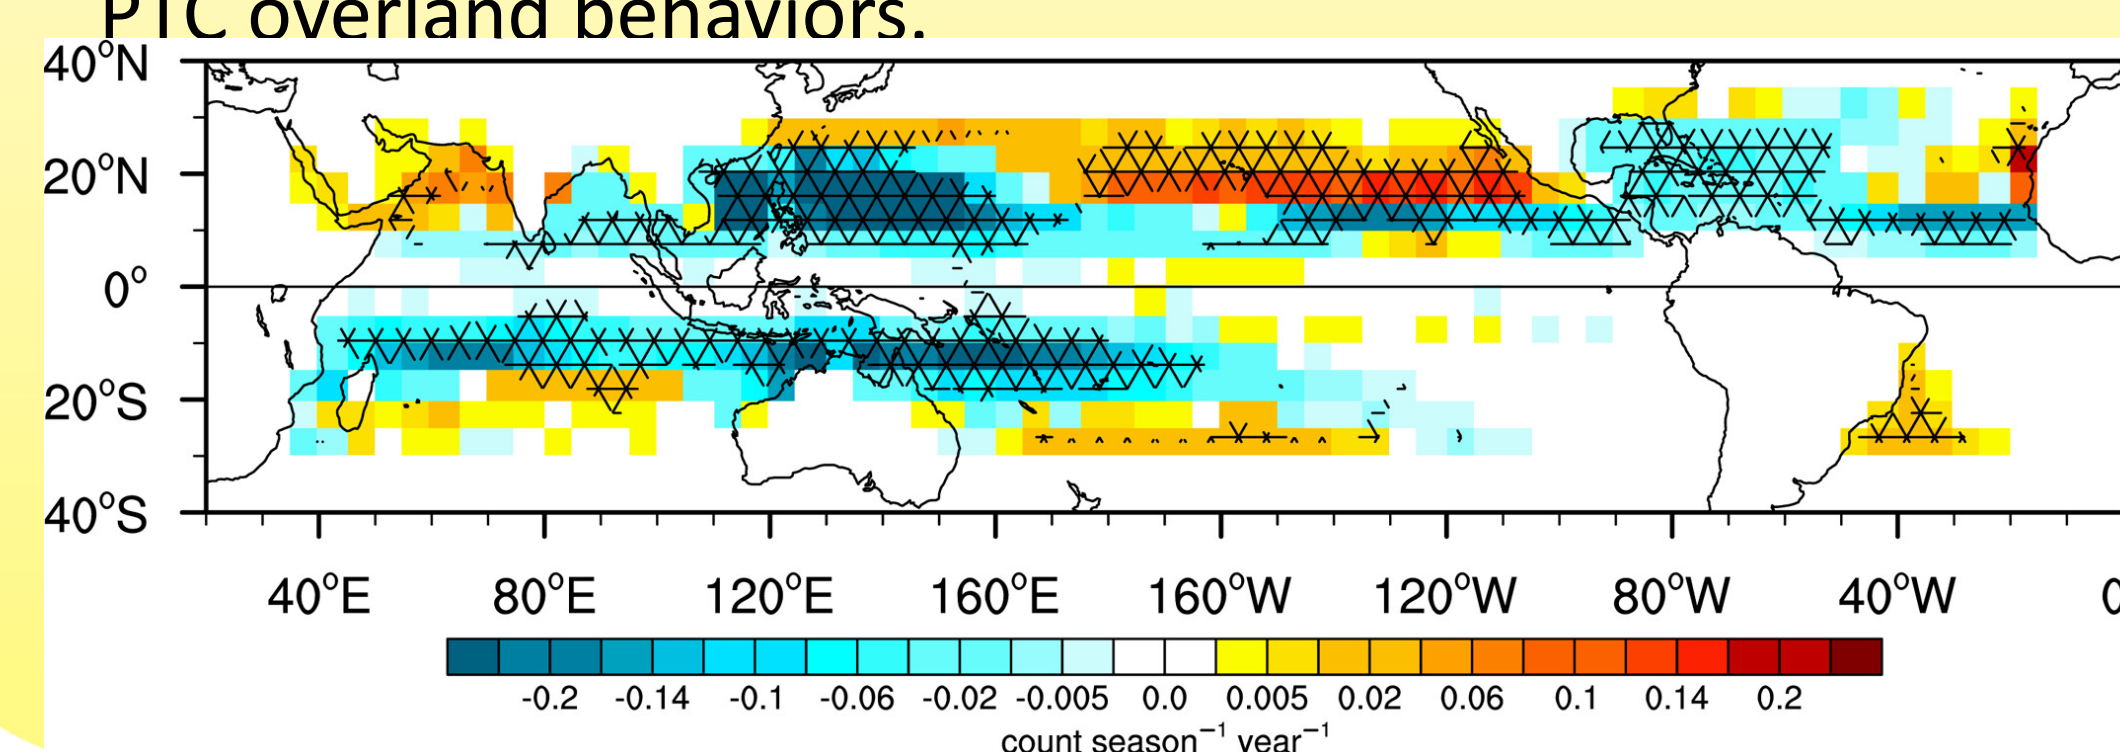 PTC overland behaviors.
40°N
20°N
0°
20°S
40°S
40°E 80°E 120°E 160°E 160°W 120°W 80°W 40°W 0
-0.2 -0.14 -0.1 -0.06 -0.02 -0.005 0.0 0.005 0.02 0.06 0.1 0.14 0.2
count season⁻¹ year⁻¹